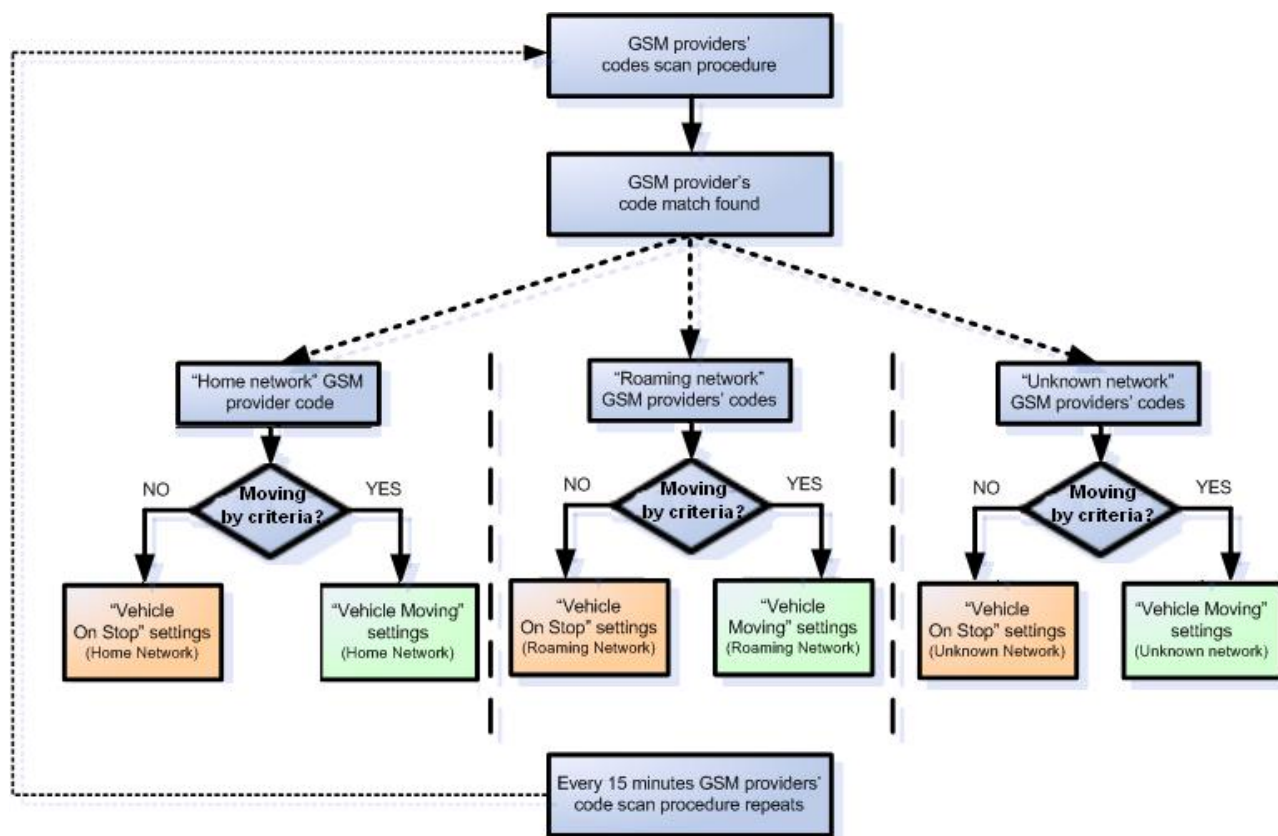 GSM providers'
codes scan procedure
GSM provider's
code match found
"Home network" GSM
provider code
"Roaming network"
GSM providers' codes
"Unknown network"
GSM providers' codes
NO
Moving
by criteria?
YES
NO
Moving
by criteria?
YES
NO
Moving
by criteria?
YES
"Vehicle
On Stop" settings
(Home Network)
"Vehicle Moving"
settings
(Home Network)
"Vehicle
On Stop" settings
(Roaming Network)
"Vehicle
Moving" settings
(Roaming Network)
"Vehicle
On Stop" settings
(Unknown Network)
"Vehicle Moving"
settings
(Unknown network)
Every 15 minutes GSM providers'
code scan procedure repeats